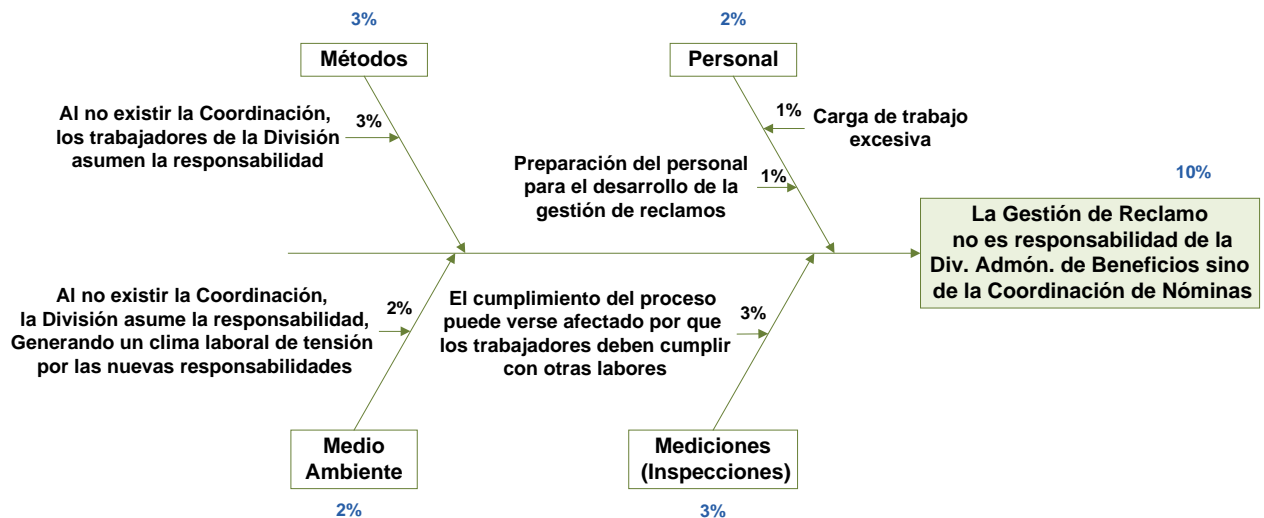 3%
2%
Métodos
Personal
Al no existir la Coordinación,
los trabajadores de la División
asumen la responsabilidad
3%
1%
Carga de trabajo
excesiva
Preparación del personal
para el desarrollo de la
gestión de reclamos
1%
10%
La Gestión de Reclamo
no es responsabilidad de la
Div. Admón. de Beneficios sino
de la Coordinación de Nóminas
Al no existir la Coordinación,
la División asume la responsabilidad,
Generando un clima laboral de tensión
por las nuevas responsabilidades
2%
El cumplimiento del proceso
puede verse afectado por que
los trabajadores deben cumplir
con otras labores
3%
Medio
Ambiente
Mediciones
(Inspecciones)
2%
3%